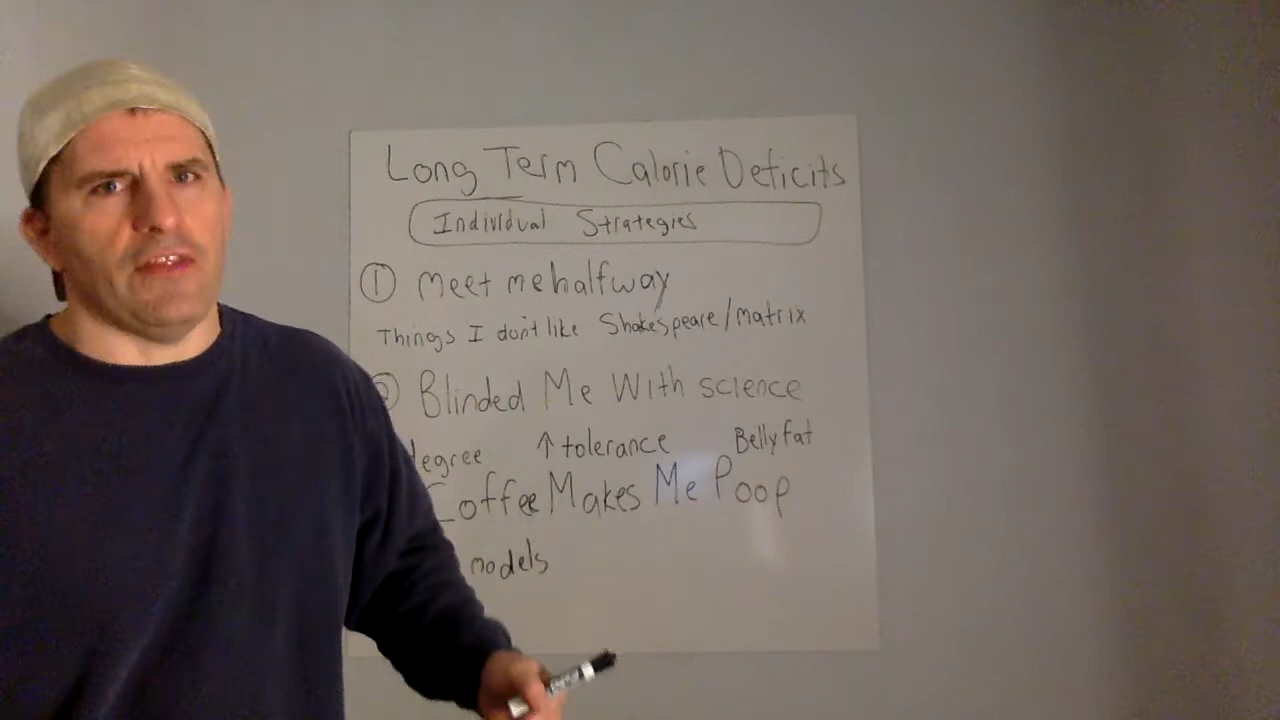 Long Term Calorie Deficits
Individual Strategies
① Meet me halfway
Things I don't like Shakespeare/matrix
② Blinded Me With science
degree ↑ tolerance Belly fat
Coffee Makes Me Poop
models